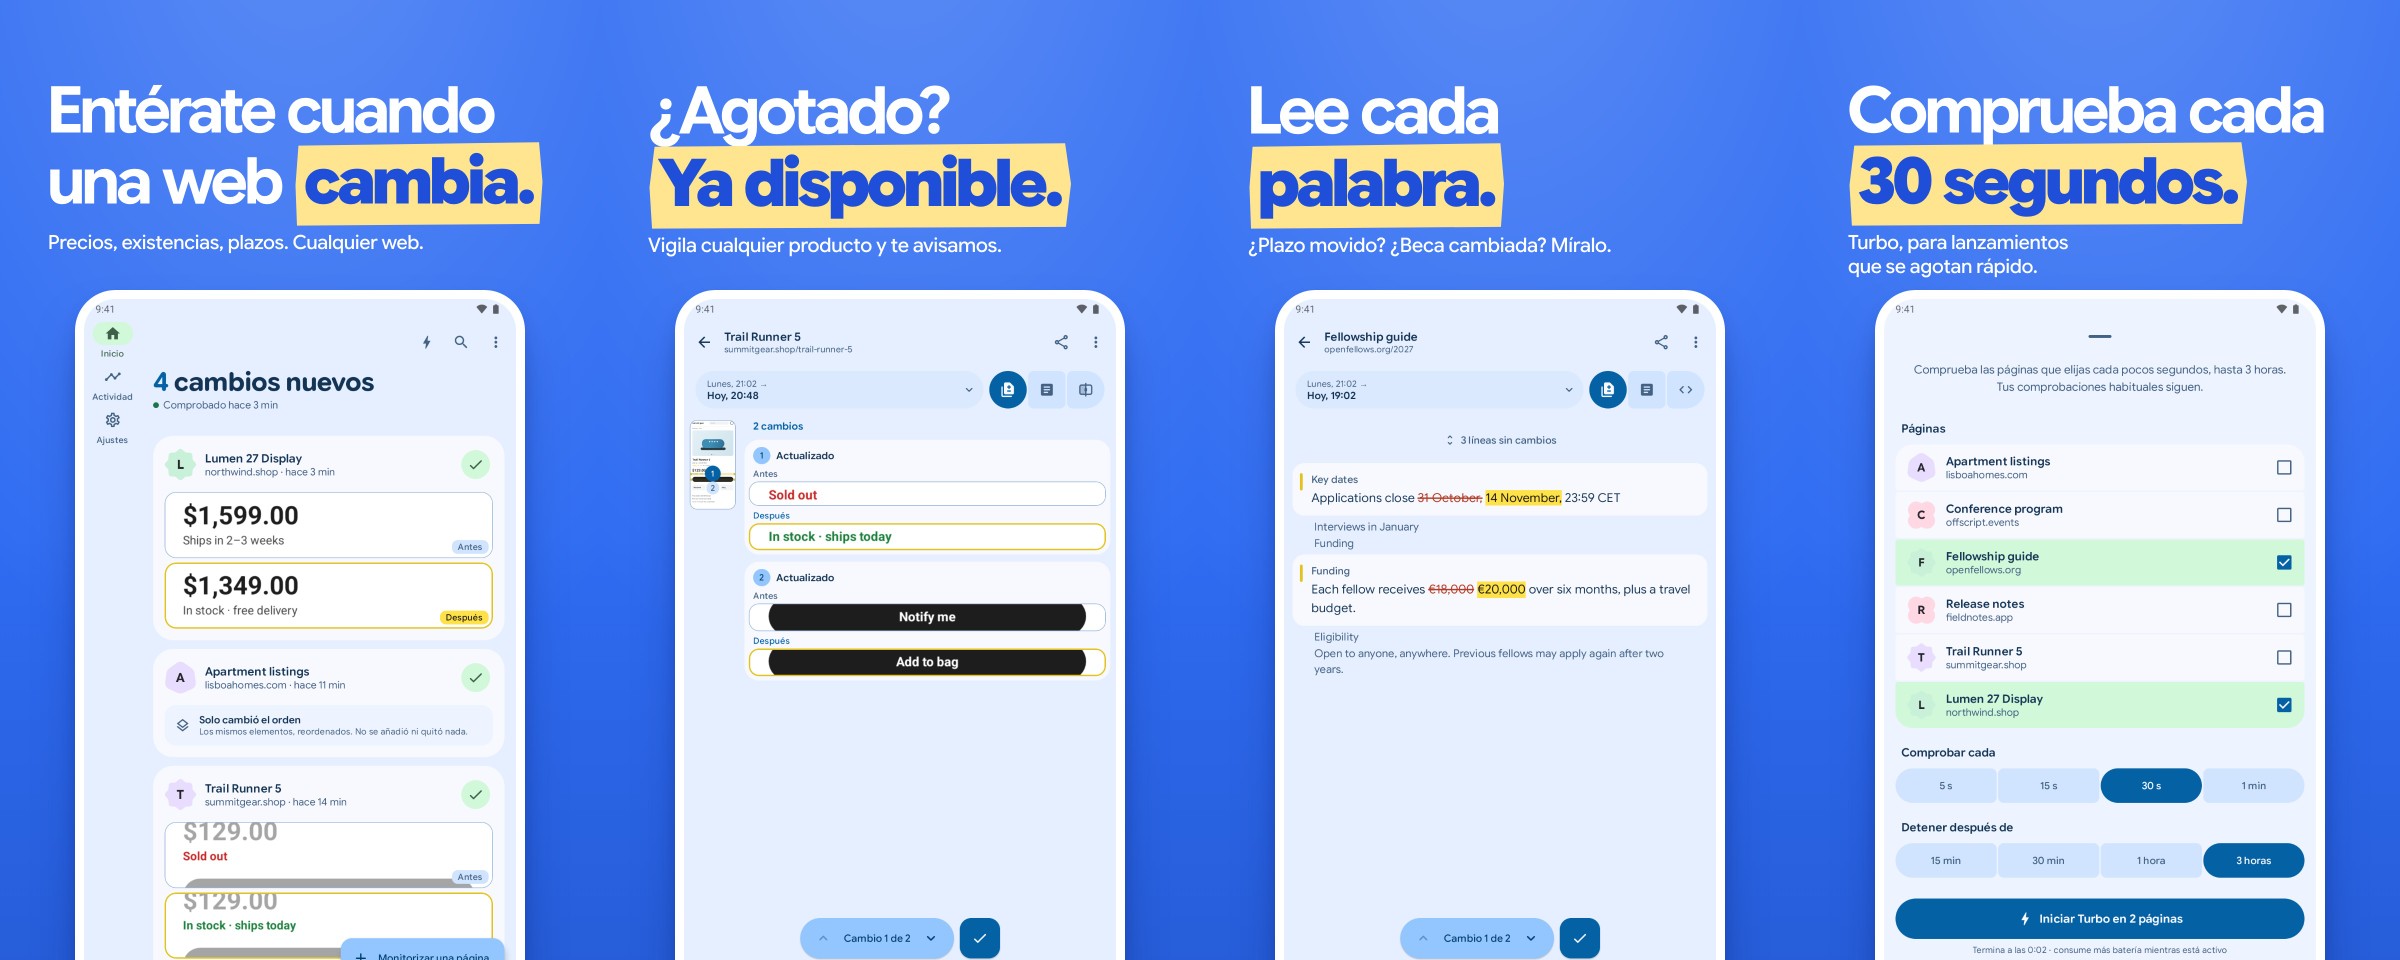 Entérate cuando
una web cambia.
Precios, existencias, plazos. Cualquier web.
9:41
Inicio
Actividad
Ajustes
4 cambios nuevos
Comprobado hace 3 min
L
Lumen 27 Display
northwind.shop · hace 3 min
$1,599.00
Ships in 2–3 weeks
Antes
$1,349.00
In stock · free delivery
Después
A
Apartment listings
lisboahomes.com · hace 11 min
Solo cambió el orden
Los mismos elementos, reordenados. No se añadió ni quitó nada.
T
Trail Runner 5
summitgear.shop · hace 14 min
$129.00
Sold out
Antes
$129.00
In stock · ships today
+ Monitorizar una página
¿Agotado?
Ya disponible.
Vigila cualquier producto y te avisamos.
9:41
Trail Runner 5
summitgear.shop/trail-runner-5
Lunes, 21:02 →
Hoy, 20:48
2 cambios
1 Actualizado
Antes
Sold out
Después
In stock · ships today
2 Actualizado
Antes
Notify me
Después
Add to bag
1
2
Cambio 1 de 2
Lee cada
palabra.
¿Plazo movido? ¿Beca cambiada? Míralo.
9:41
Fellowship guide
openfellows.org/2027
Lunes, 21:02 →
Hoy, 19:02
3 líneas sin cambios
Key dates
Applications close 31 October, 14 November, 23:59 CET
Interviews in January
Funding
Funding
Each fellow receives €18,000 €20,000 over six months, plus a travel
budget.
Eligibility
Open to anyone, anywhere. Previous fellows may apply again after two
years.
Cambio 1 de 2
Comprueba cada
30 segundos.
Turbo, para lanzamientos
que se agotan rápido.
9:41
Comprueba las páginas que elijas cada pocos segundos, hasta 3 horas.
Tus comprobaciones habituales siguen.
Páginas
A
Apartment listings
lisboahomes.com
C
Conference program
offscript.events
F
Fellowship guide
openfellows.org
R
Release notes
fieldnotes.app
T
Trail Runner 5
summitgear.shop
L
Lumen 27 Display
northwind.shop
Comprobar cada
5 s
15 s
30 s
1 min
Detener después de
15 min
30 min
1 hora
3 horas
Iniciar Turbo en 2 páginas
Termina a las 0:02 · consume más batería mientras está activo